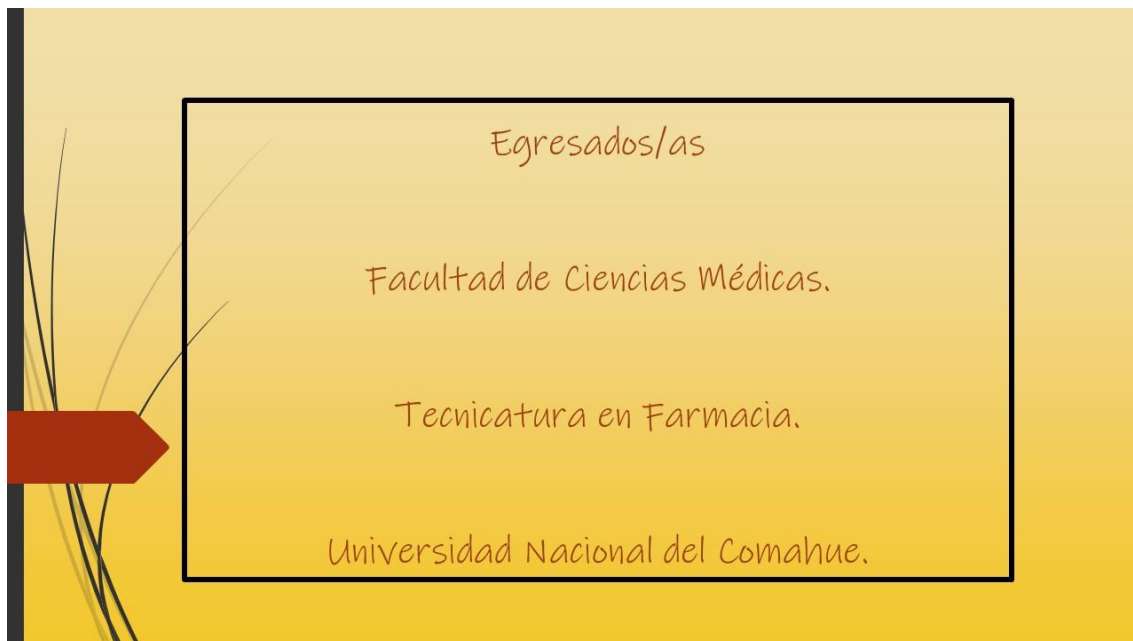 Egresados/as
Facultad de Ciencias Médicas.
Tecnicatura en Farmacia.
Universidad Nacional del Comahue.